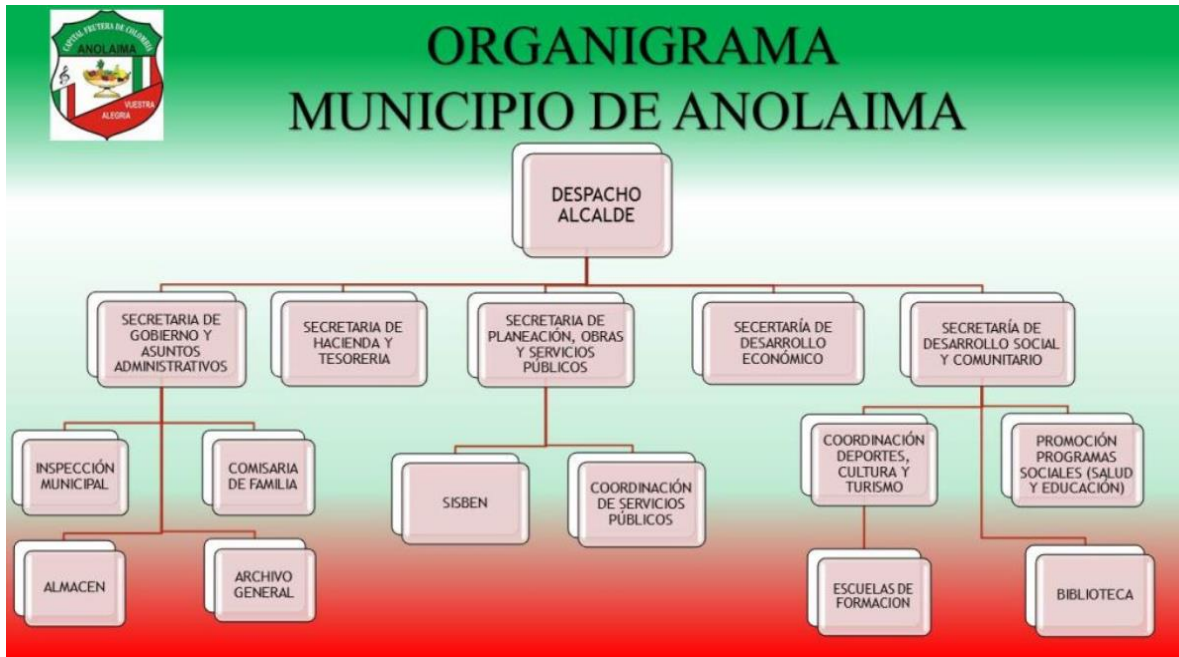 CAPITAL FRUTERA DE COLOMBIA
ANOLAIMA
VUESTRA
ALEGRIA
ORGANIGRAMA
MUNICIPIO DE ANOLAIMA
DESPACHO
ALCALDE
SECRETARIA DE
GOBIERNO Y
ASUNTOS
ADMINISTRATIVOS
SECRETARIA DE
HACIENDA Y
TESORERIA
SECRETARIA DE
PLANEACIÓN, OBRAS
Y SERVICIOS
PÚBLICOS
SECERTARÍA DE
DESARROLLO
ECONÓMICO
SECRETARÍA DE
DESARROLLO SOCIAL
Y COMUNITARIO
INSPECCIÓN
MUNICIPAL
COMISARIA
DE FAMILIA
SISBEN
COORDINACIÓN
DE SERVICIOS
PÚBLICOS
COORDINACIÓN
DEPORTES,
CULTURA Y
TURISMO
PROMOCIÓN
PROGRAMAS
SOCIALES (SALUD
Y EDUCACIÓN)
ALMACEN
ARCHIVO
GENERAL
ESCUELAS DE
FORMACION
BIBLIOTECA